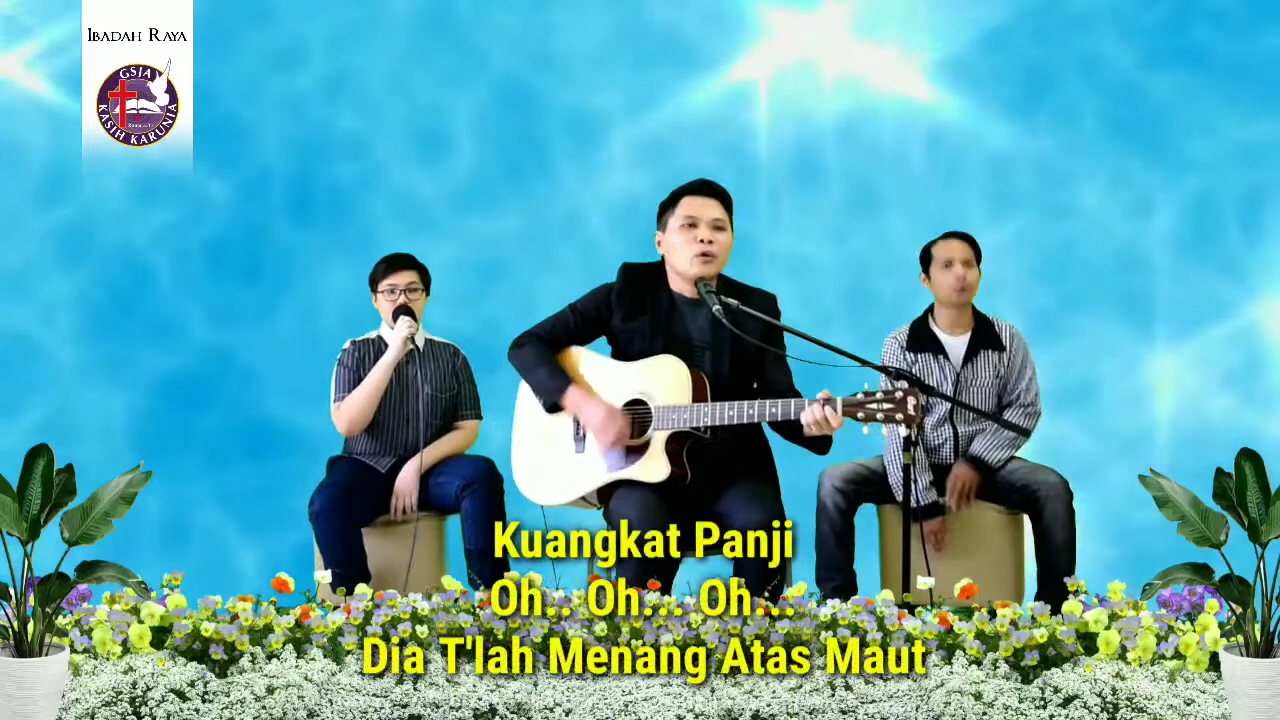 IBADAH RAYA
GSJA
KASIH KARUNIA
Kuangkat Panji
Oh.. Oh... Oh...
Dia T'lah Menang Atas Maut